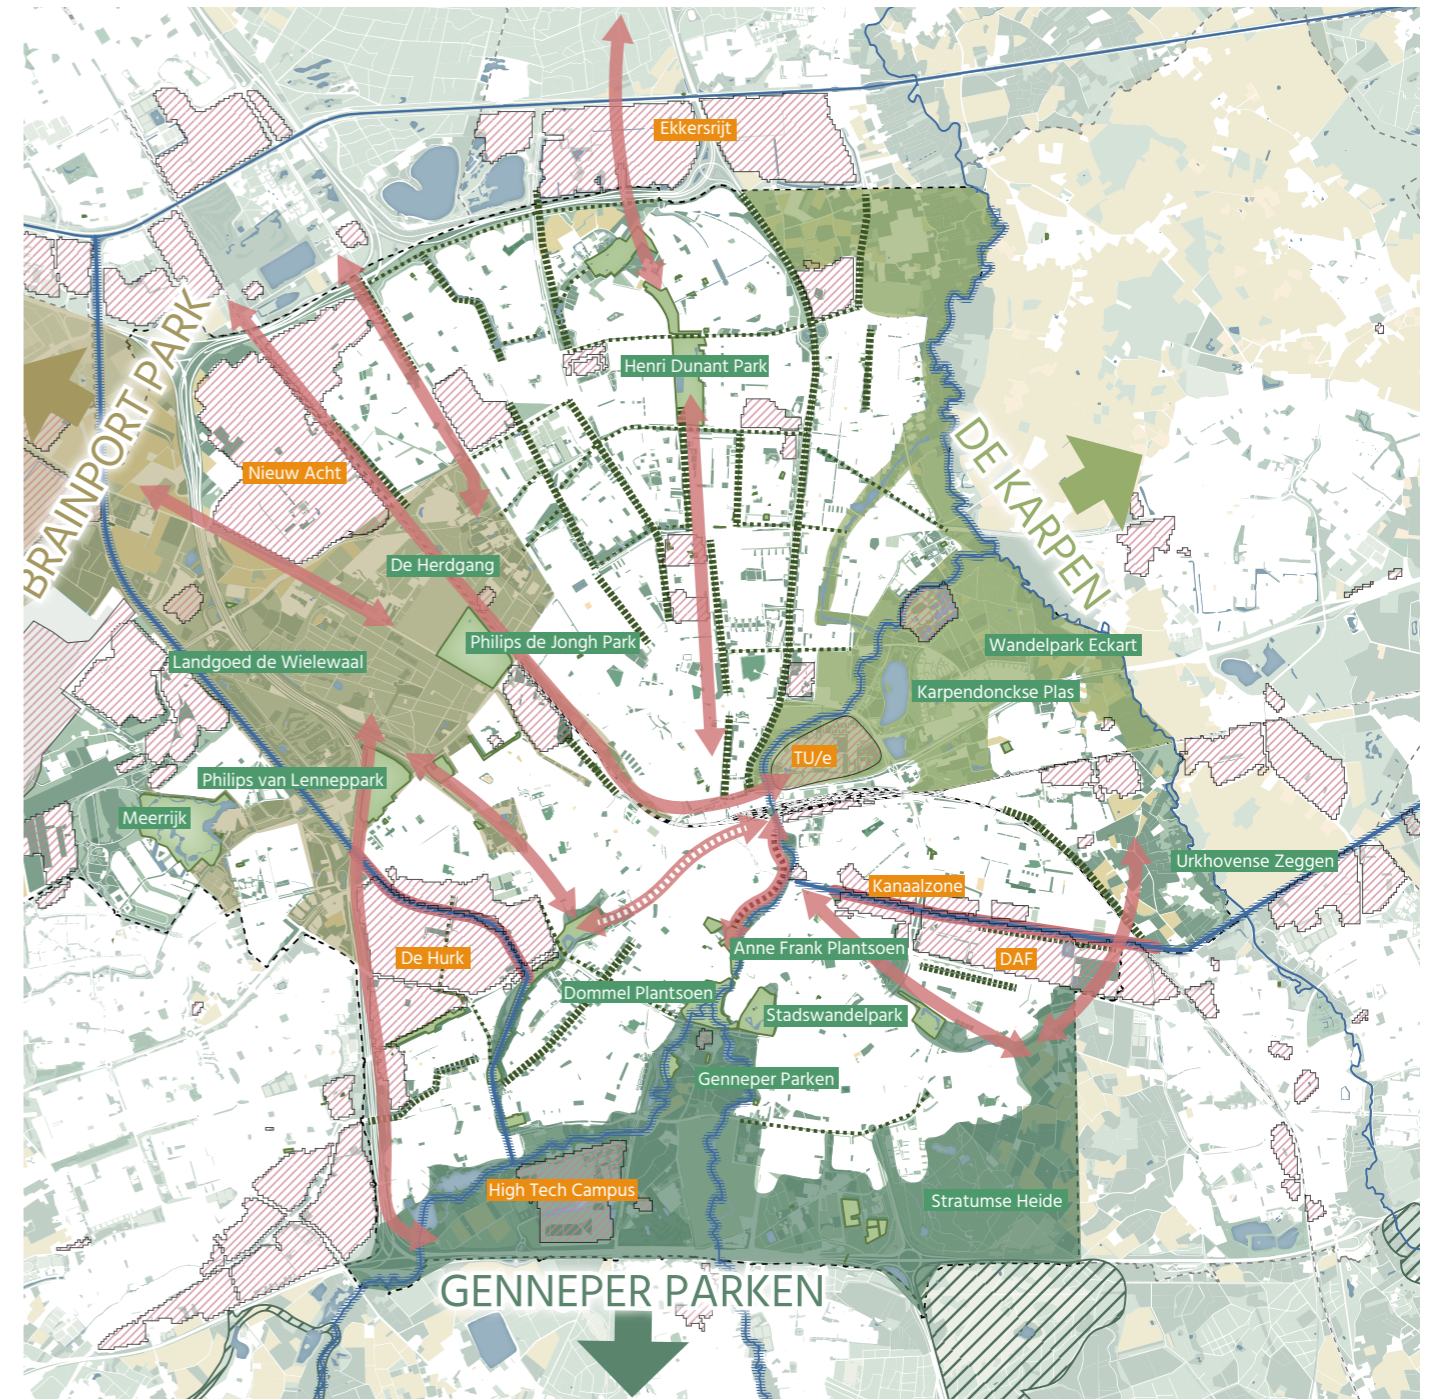 Ekkersrijt
BRAINPORT PARK
Henri Dunant Park
DE KARPEN
Nieuw Acht
De Herdgang
Philips de Jongh Park
Wandelpark Eckart
Landgoed de Wielewaal
Karpendonckse Plas
TU/e
Philips van Lenneppark
Meerrijk
Urkhovense Zeggen
Kanaalzone
Anne Frank Plantsoen
De Hurk
DAF
Dommel Plantsoen
Stadswandelpark
Genneper Parken
High Tech Campus
Stratumse Heide
GENNEPER PARKEN